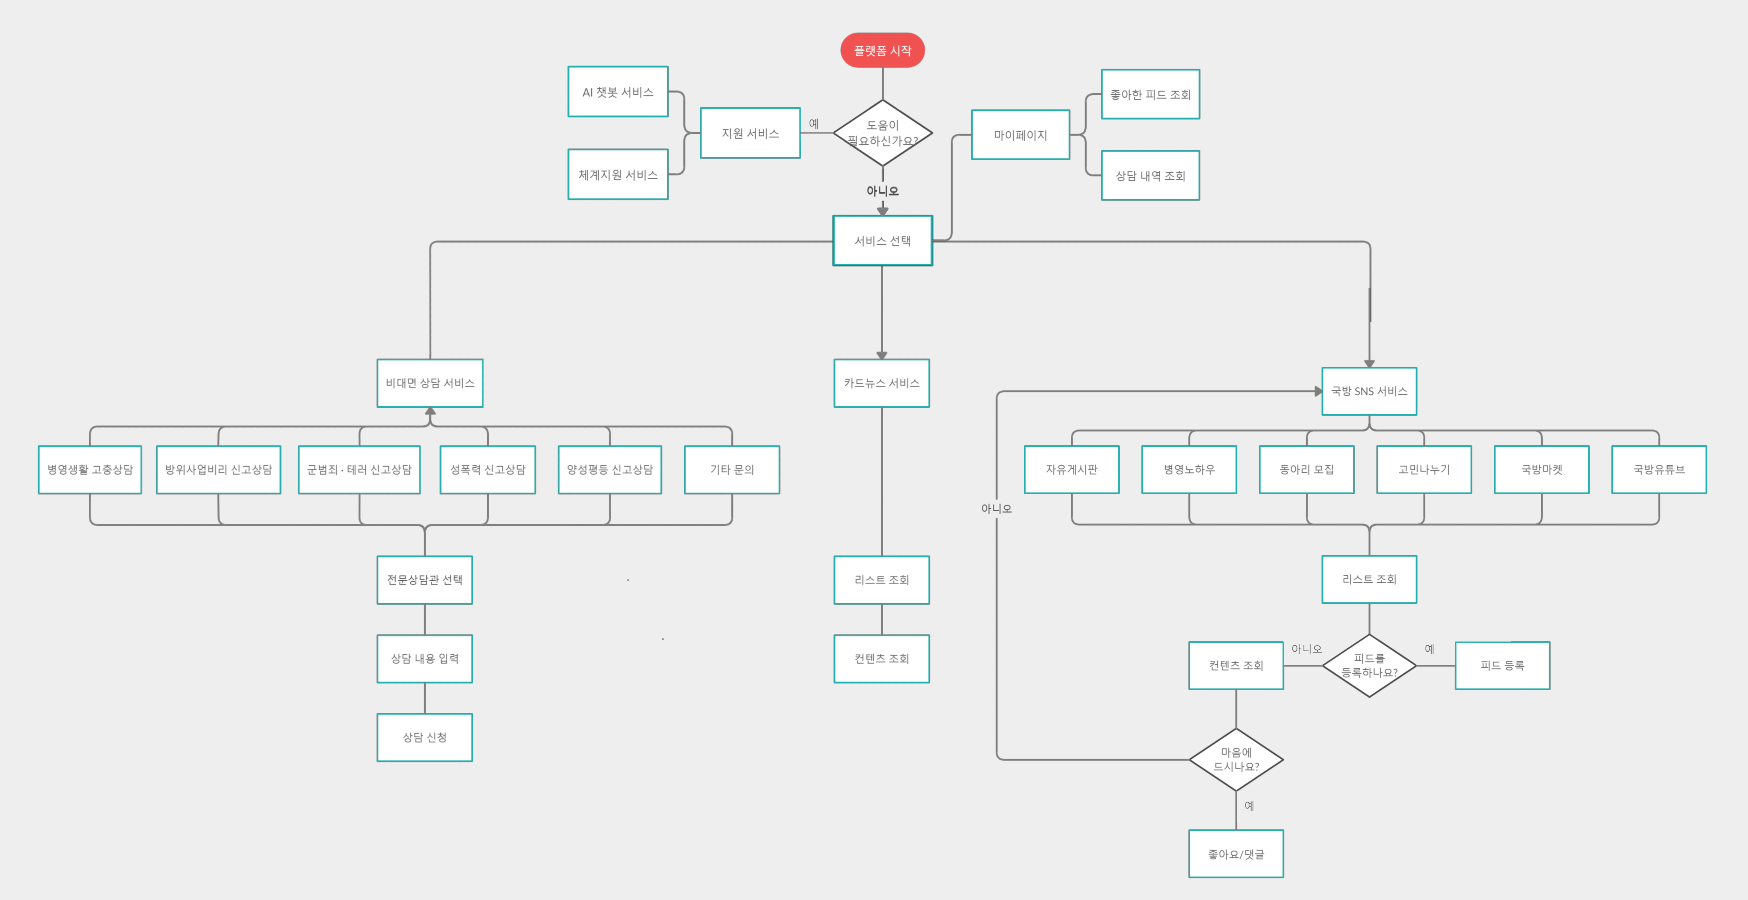 플랫폼 시작
AI 챗봇 서비스
체계지원 서비스
지원 서비스
예
도움이
필요하신가요?
아니오
마이페이지
좋아한 피드 조회
상담 내역 조회
서비스 선택
비대면 상담 서비스
카드뉴스 서비스
국방 SNS 서비스
병영생활 고충상담
방위사업비리 신고상담
군범죄·테러 신고상담
성폭력 신고상담
양성평등 신고상담
기타 문의
자유게시판
병영노하우
동아리 모집
고민나누기
국방마켓
국방유튜브
아니오
전문상담관 선택
리스트 조회
리스트 조회
상담 내용 입력
컨텐츠 조회
컨텐츠 조회
아니오
피드를
등록하나요?
예
피드 등록
상담 신청
마음에
드시나요?
예
좋아요/댓글